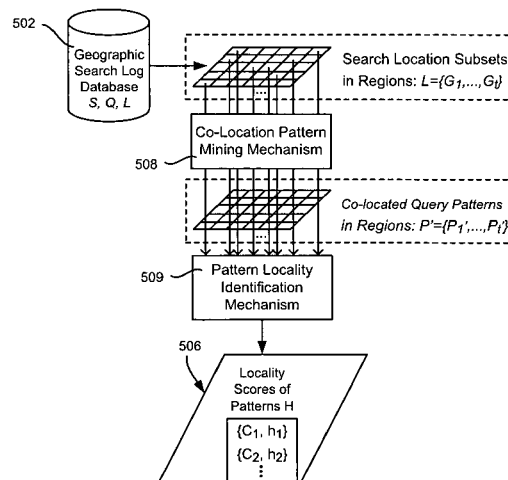 502
Geographic
Search Log
Database
S, Q, L
Search Location Subsets
in Regions: L={G1,...,Gt}
...
Co-Location Pattern
Mining Mechanism
508
Co-located Query Patterns
in Regions: P'={P1',...,Pt'}
...
509
Pattern Locality
Identification
Mechanism
506
Locality
Scores of
Patterns H
{C1, h1}
{C2, h2}
⋮